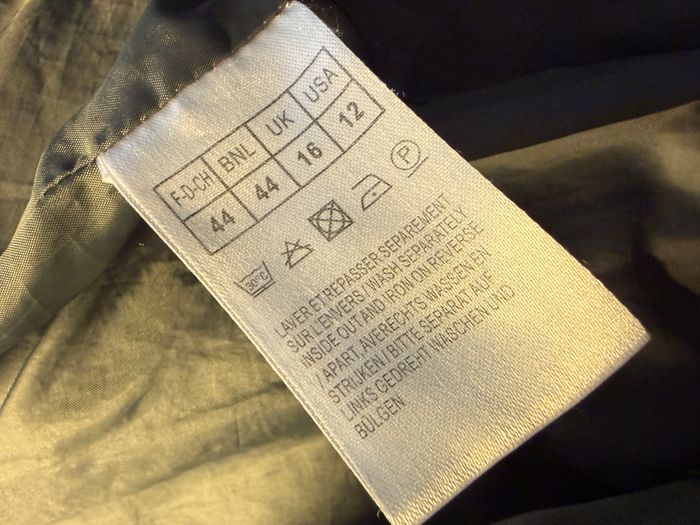 F-D-CH BNL UK USA
44 44 16 12
30°C P
LAVER ET REPASSER SEPAREMENT
SUR L'ENVERS / WASH SEPARATELY
INSIDE OUT AND IRON ON REVERSE
/ APART, AVERECHTS WASSEN EN
STRIJKEN / BITTE SEPARAT AUF
LINKS GEDREHT WASCHEN UND
BÜLGEN